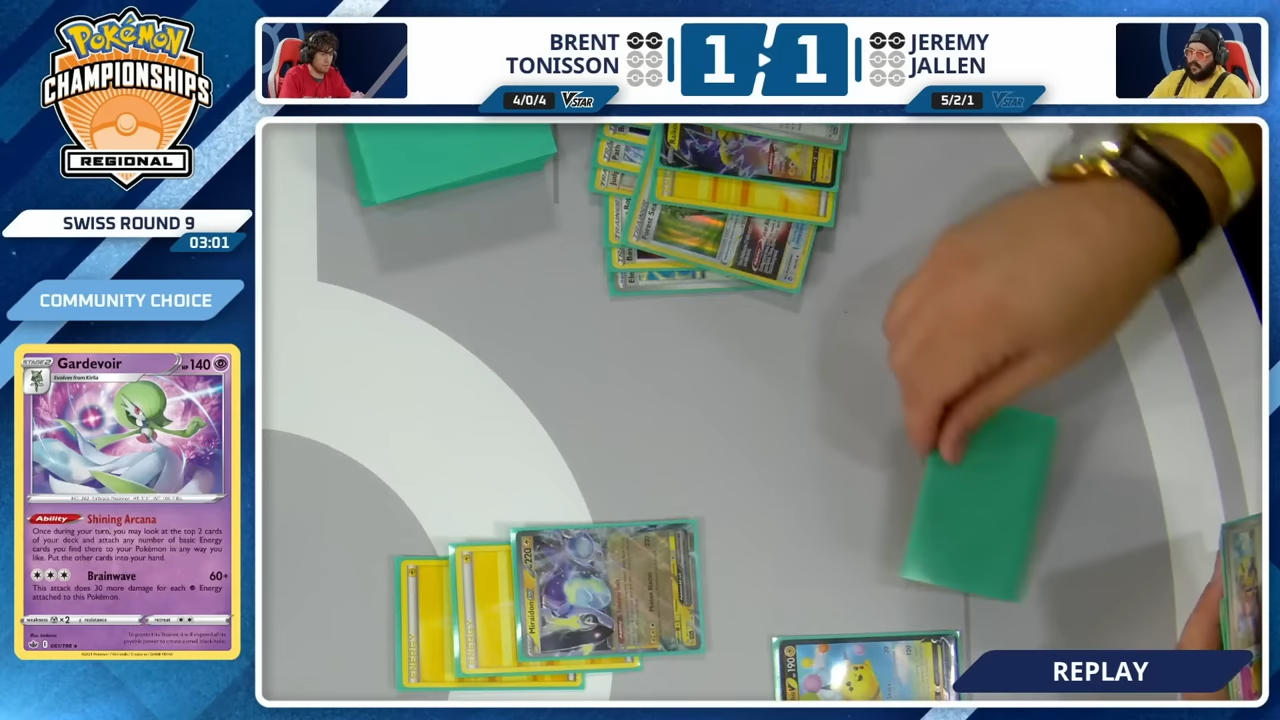 Pokémon
CHAMPIONSHIPS
REGIONAL
SWISS ROUND 9
03:01
COMMUNITY CHOICE
BRENT
TONISSON
4/0/4 VSTAR
1 1
JEREMY
JALLEN
5/2/1 VSTAR
STAGE2 Gardevoir HP 140
Evolves from Kirlia
Ability Shining Arcana
Once during your turn, you may look at the top 2 cards
of your deck and attach any number of basic Energy
cards you find there to your Pokémon in any way you
like. Put the other cards into your hand.
Brainwave 60+
This attack does 30 more damage for each Energy
attached to this Pokémon.
weakness ×2 resistance retreat
Forest Sea
Miraidon
220
190
REPLAY